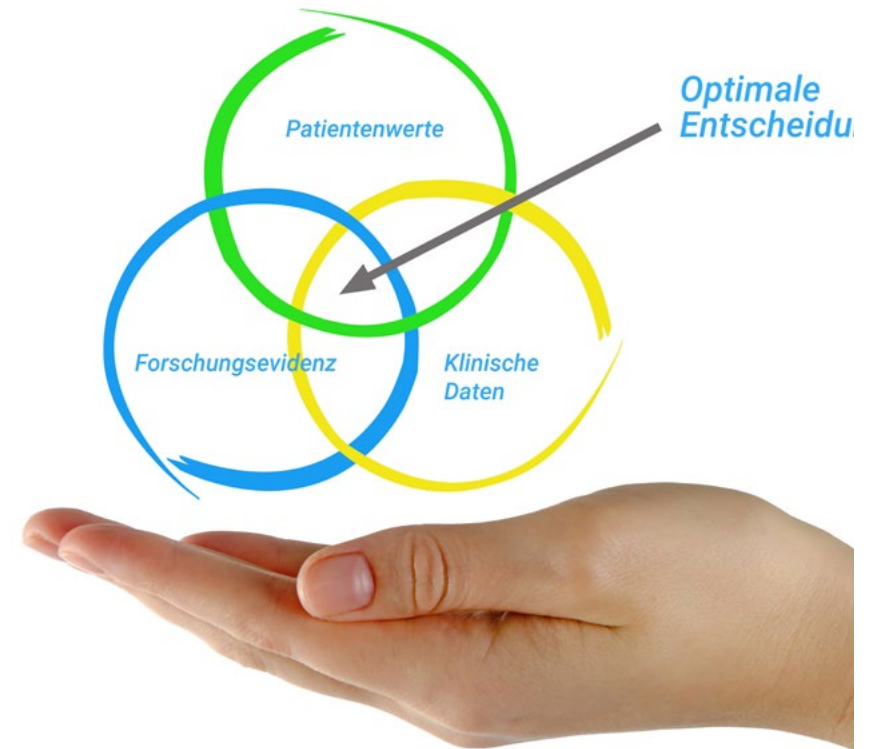 Optimale
Entscheidu
Patientenwerte
Forschungsevidenz
Klinische
Daten